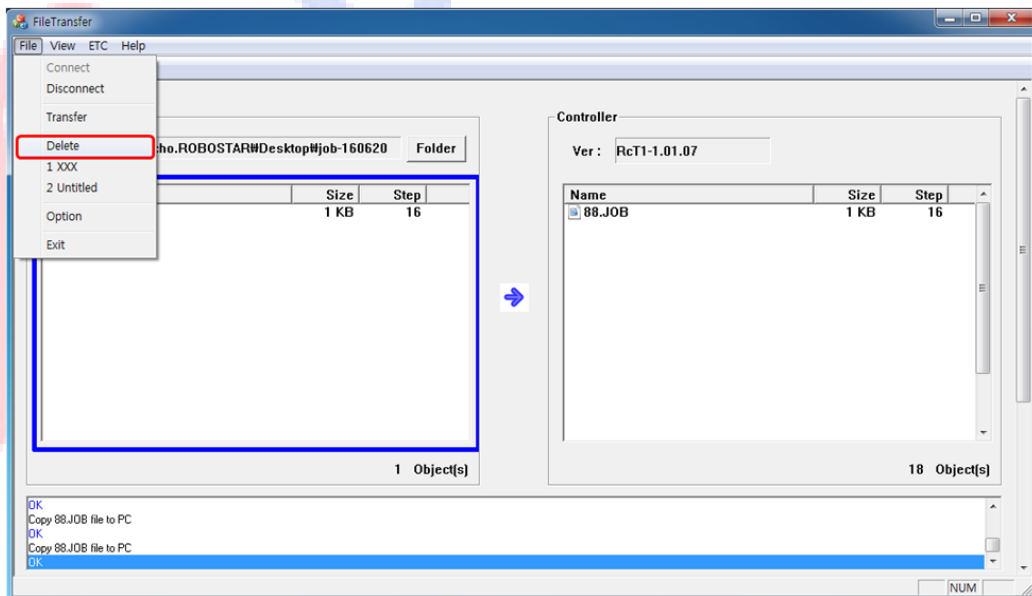 FileTransfer
File View ETC Help
Connect
Disconnect
Transfer
Delete
1 XXX
2 Untitled
Option
Exit
cho.ROBOSTAR₩Desktop₩job-160620 Folder
Size Step
1 KB 16
1 Object(s)
Controller
Ver : RcT1-1.01.07
Name Size Step
88.JOB 1 KB 16
18 Object(s)
OK
Copy 88.JOB file to PC
OK
Copy 88.JOB file to PC
OK
NUM